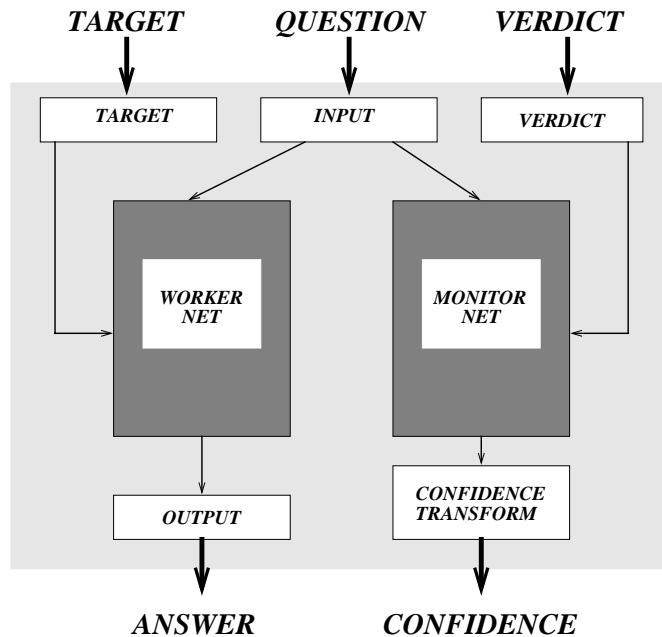 TARGET QUESTION VERDICT
TARGET INPUT VERDICT
WORKER
NET
MONITOR
NET
OUTPUT
CONFIDENCE
TRANSFORM
ANSWER CONFIDENCE